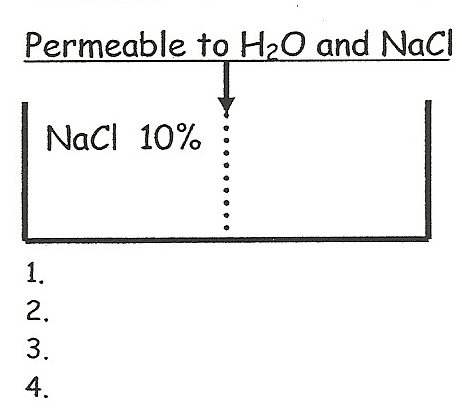 Permeable to H₂O and NaCl
NaCl 10%
1.
2.
3.
4.